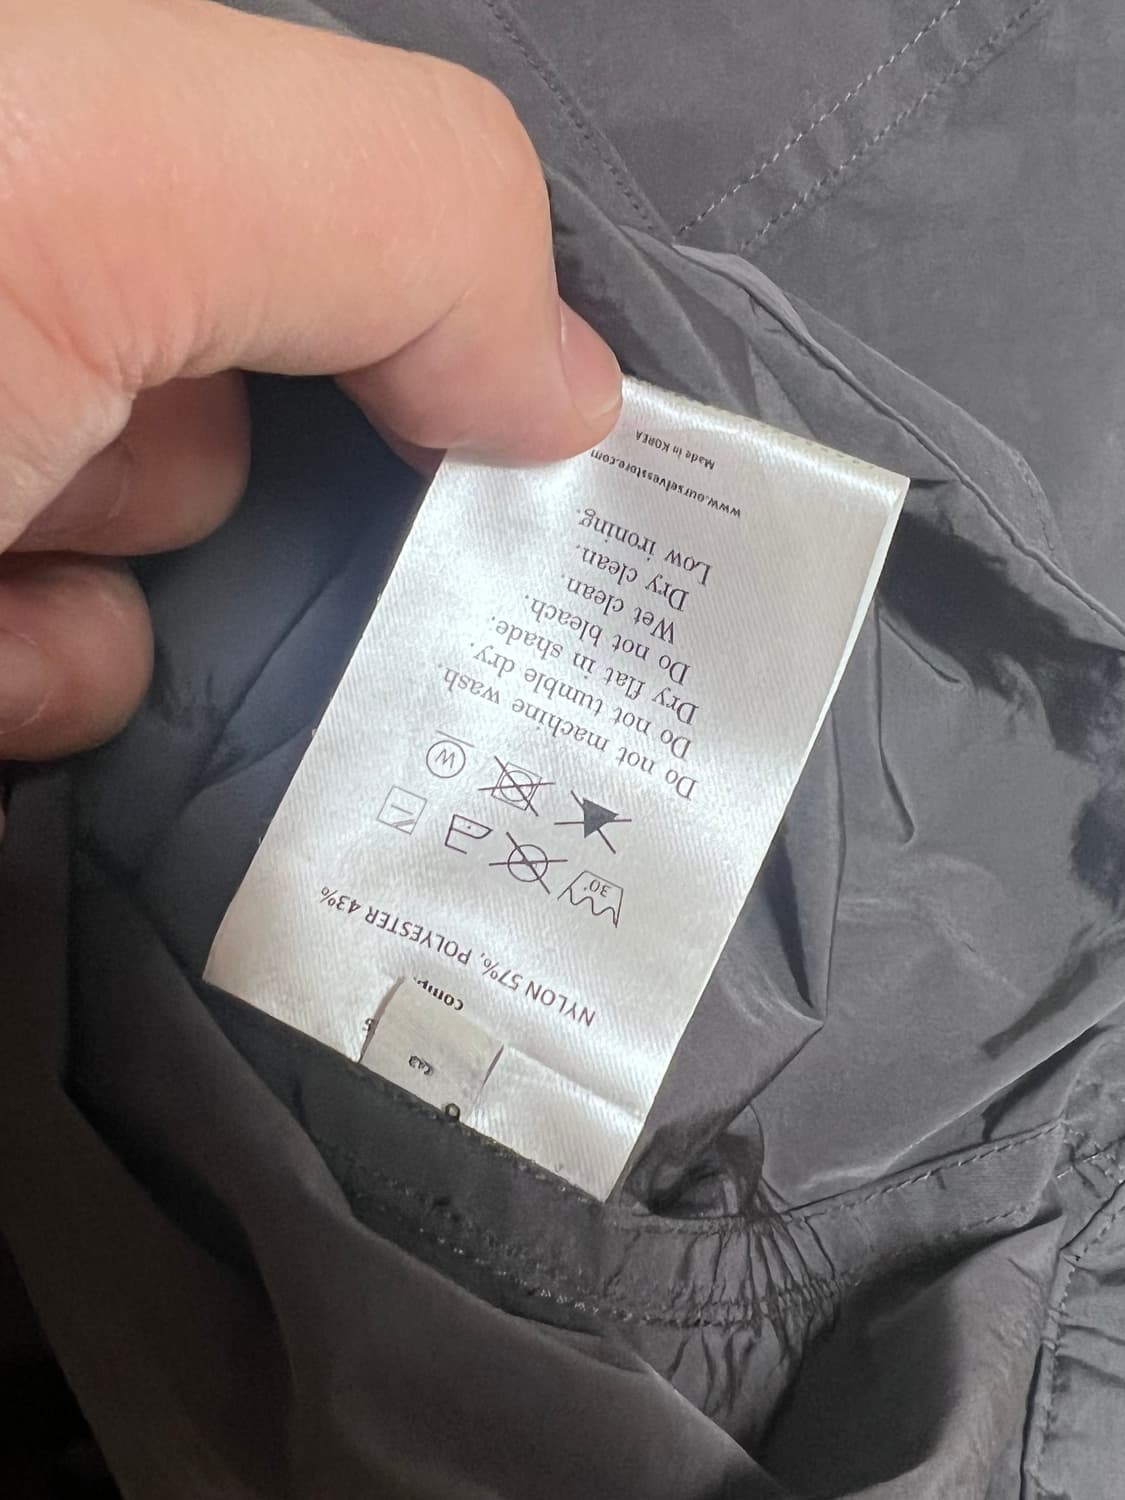 NYLON 57%, POLYESTER 43%
30°
W
Do not machine wash.
Do not tumble dry.
Dry flat in shade.
Do not bleach.
Wet clean.
Dry clean.
Low ironing.
www.ourselvesstore.com
Made in KOREA